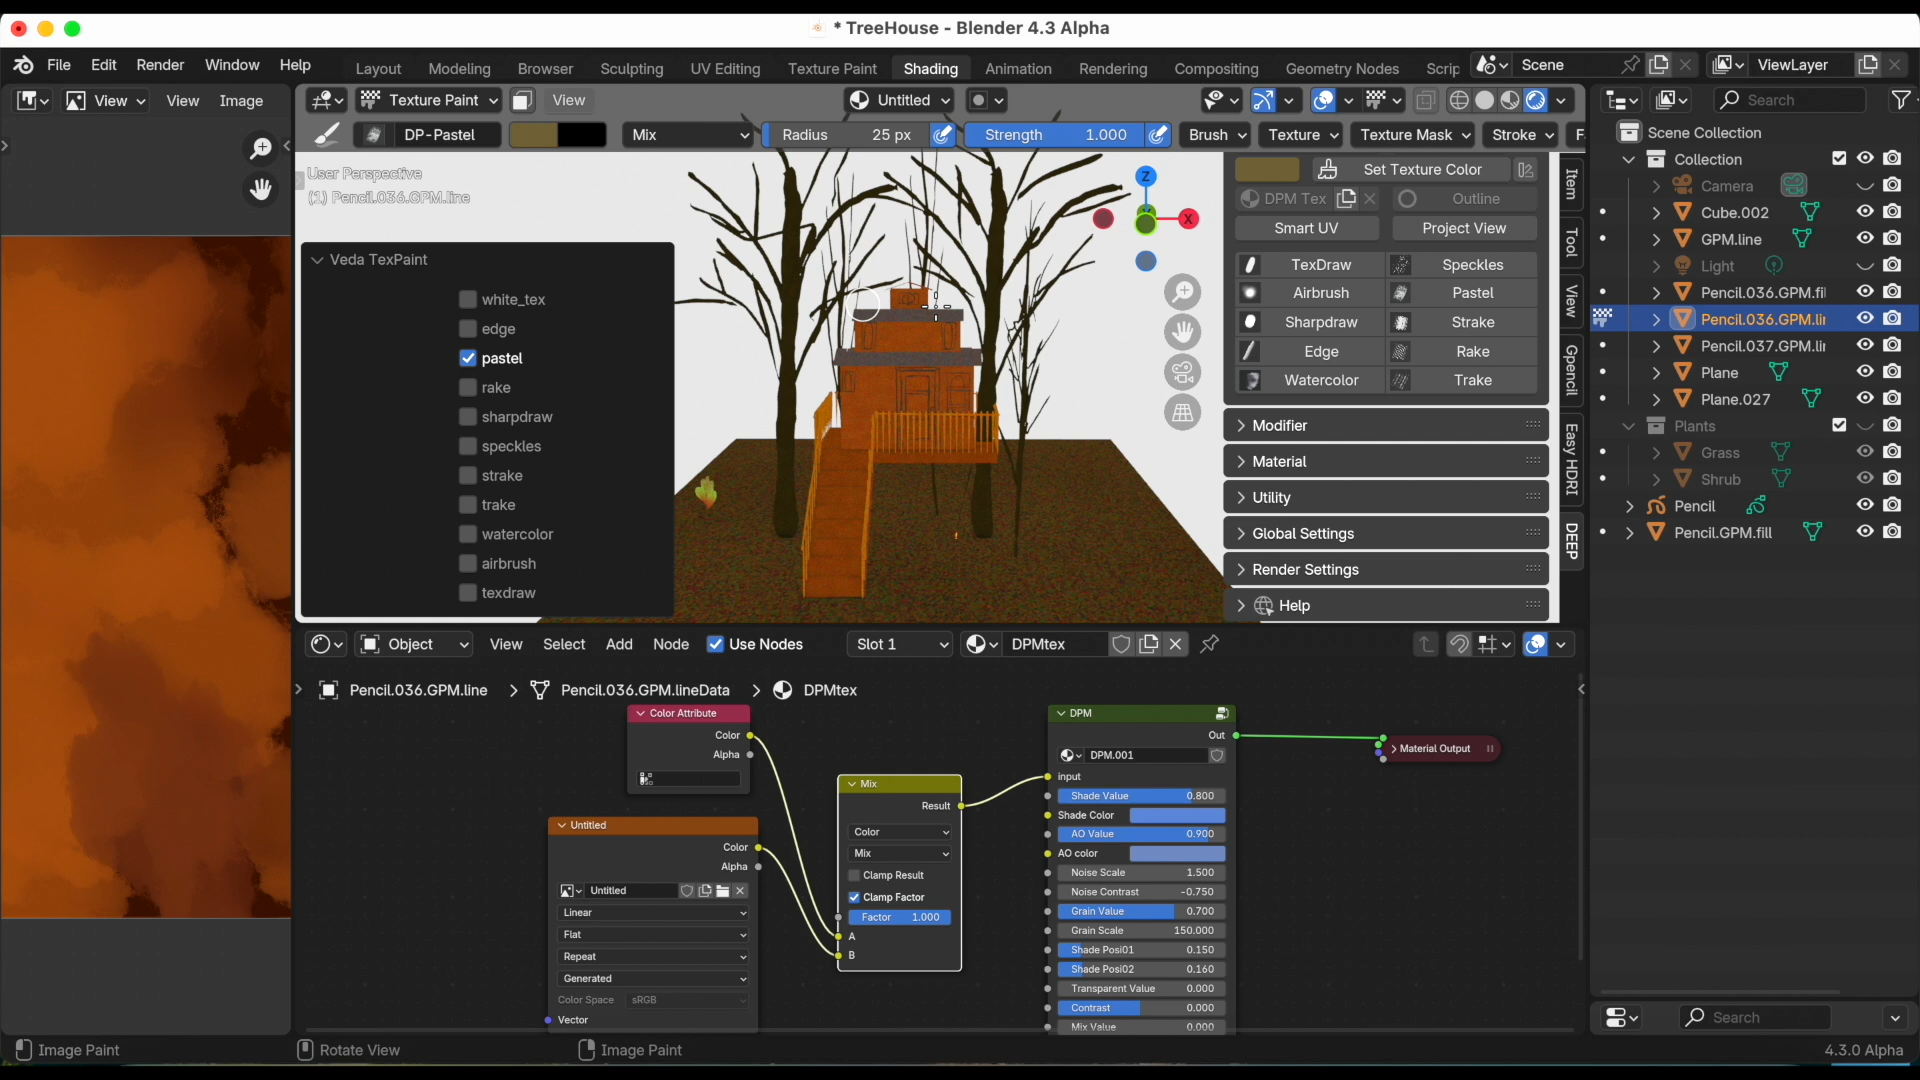 * TreeHouse - Blender 4.3 Alpha
File Edit Render Window Help Layout Modeling Browser Sculpting UV Editing Texture Paint Shading Animation Rendering Compositing Geometry Nodes Scrip Scene ViewLayer
View View Image Texture Paint View Untitled Search
DP-Pastel Mix Radius 25 px Strength 1.000 Brush Texture Texture Mask Stroke F
User Perspective
(1) Pencil.036.GPM.line
Veda TexPaint
white_tex
edge
pastel
rake
sharpdraw
speckles
strake
trake
watercolor
airbrush
texdraw
Z
X
Set Texture Color
DPM Tex Outline
Smart UV Project View
TexDraw Speckles
Airbrush Pastel
Sharpdraw Strake
Edge Rake
Watercolor Trake
Modifier
Material
Utility
Global Settings
Render Settings
Help
Item
Tool
View
Gpencil
Easy HDRI
DEEP
Scene Collection
Collection
Camera
Cube.002
GPM.line
Light
Pencil.036.GPM.fil
Pencil.036.GPM.lir
Pencil.037.GPM.lir
Plane
Plane.027
Plants
Grass
Shrub
Pencil
Pencil.GPM.fill
Object View Select Add Node Use Nodes Slot 1 DPMtex
Pencil.036.GPM.line Pencil.036.GPM.lineData DPMtex
Color Attribute
Color
Alpha
Untitled
Color
Alpha
Untitled
Linear
Flat
Repeat
Generated
Color Space sRGB
Vector
Mix
Result
Color
Mix
Clamp Result
Clamp Factor
Factor 1.000
A
B
DPM
Out
DPM.001
input
Shade Value 0.800
Shade Color
AO Value 0.900
AO color
Noise Scale 1.500
Noise Contrast -0.750
Grain Value 0.700
Grain Scale 150.000
Shade Posi01 0.150
Shade Posi02 0.160
Transparent Value 0.000
Contrast 0.000
Mix Value 0.000
Material Output
Search
Image Paint Rotate View Image Paint 4.3.0 Alpha